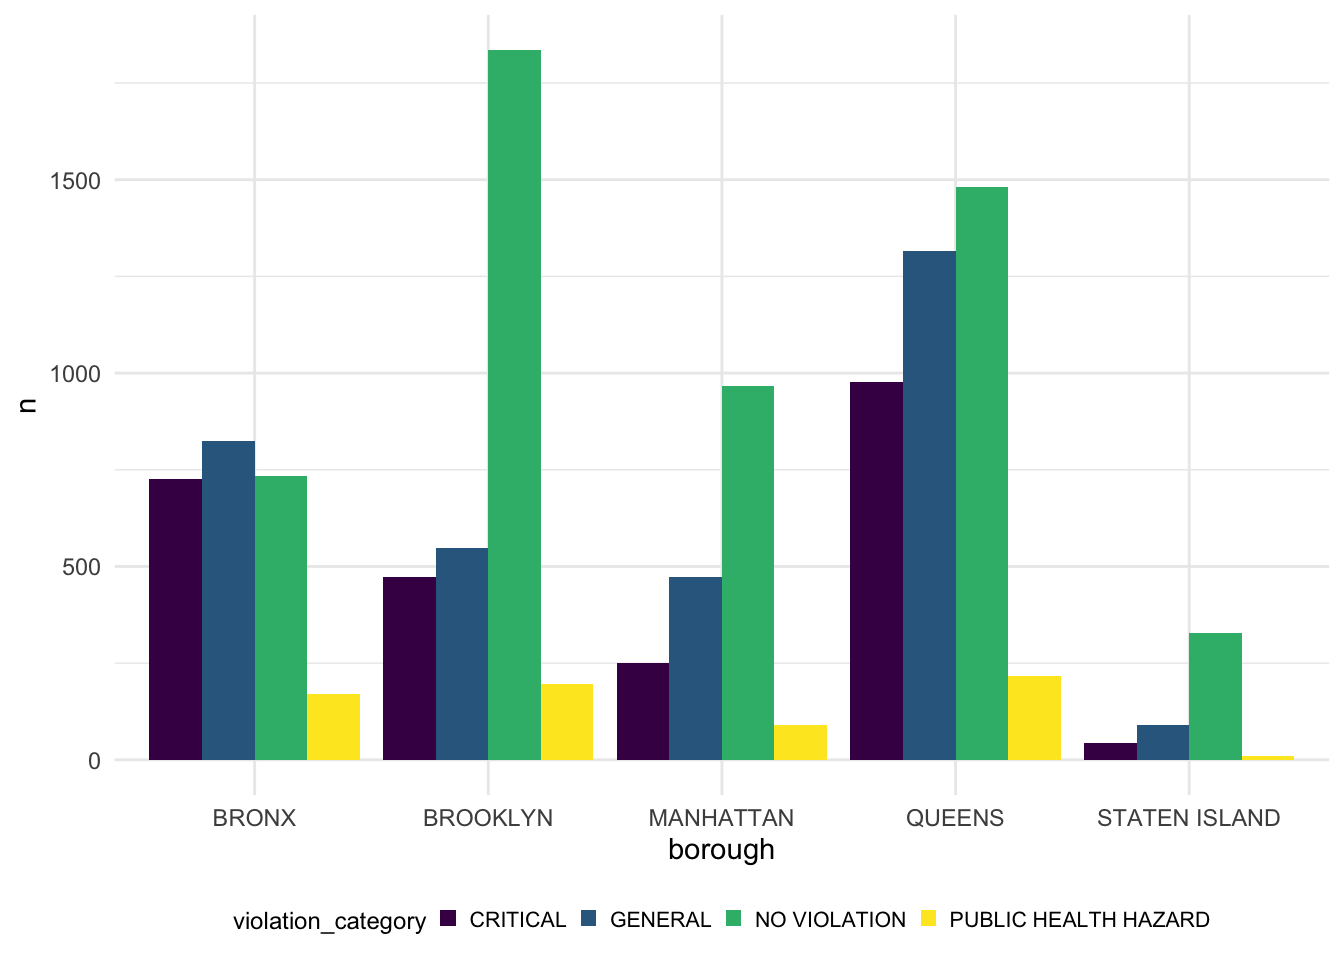 1500
1000
500
0
n
BRONX BROOKLYN MANHATTAN QUEENS STATEN ISLAND
borough
violation_category CRITICAL GENERAL NO VIOLATION PUBLIC HEALTH HAZARD